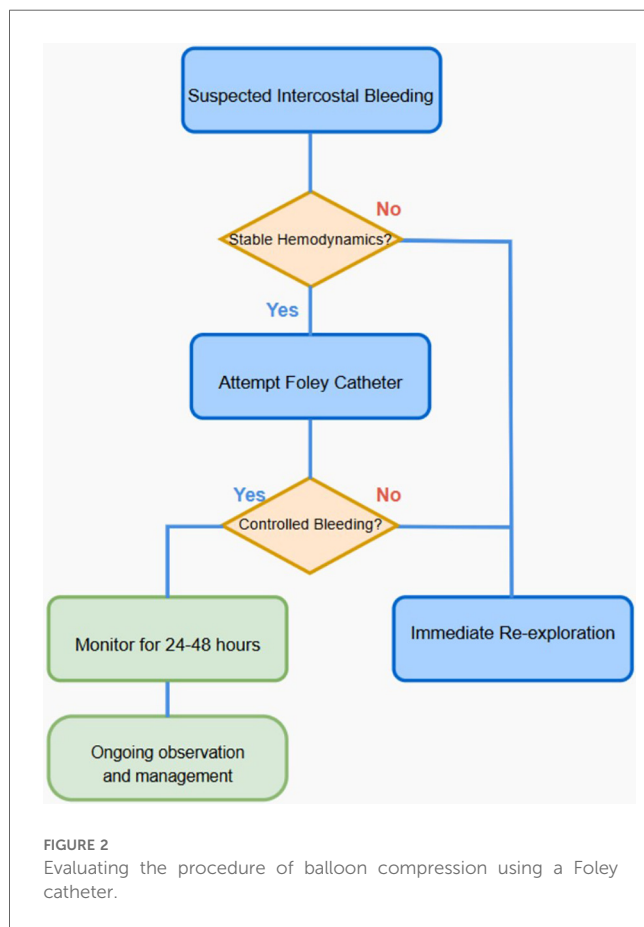 Suspected Intercostal Bleeding
No
Stable Hemodynamics?
Yes
Attempt Foley Catheter
Yes
No
Controlled Bleeding?
Monitor for 24-48 hours
Immediate Re-exploration
Ongoing observation
and management
FIGURE 2
Evaluating the procedure of balloon compression using a Foley
catheter.